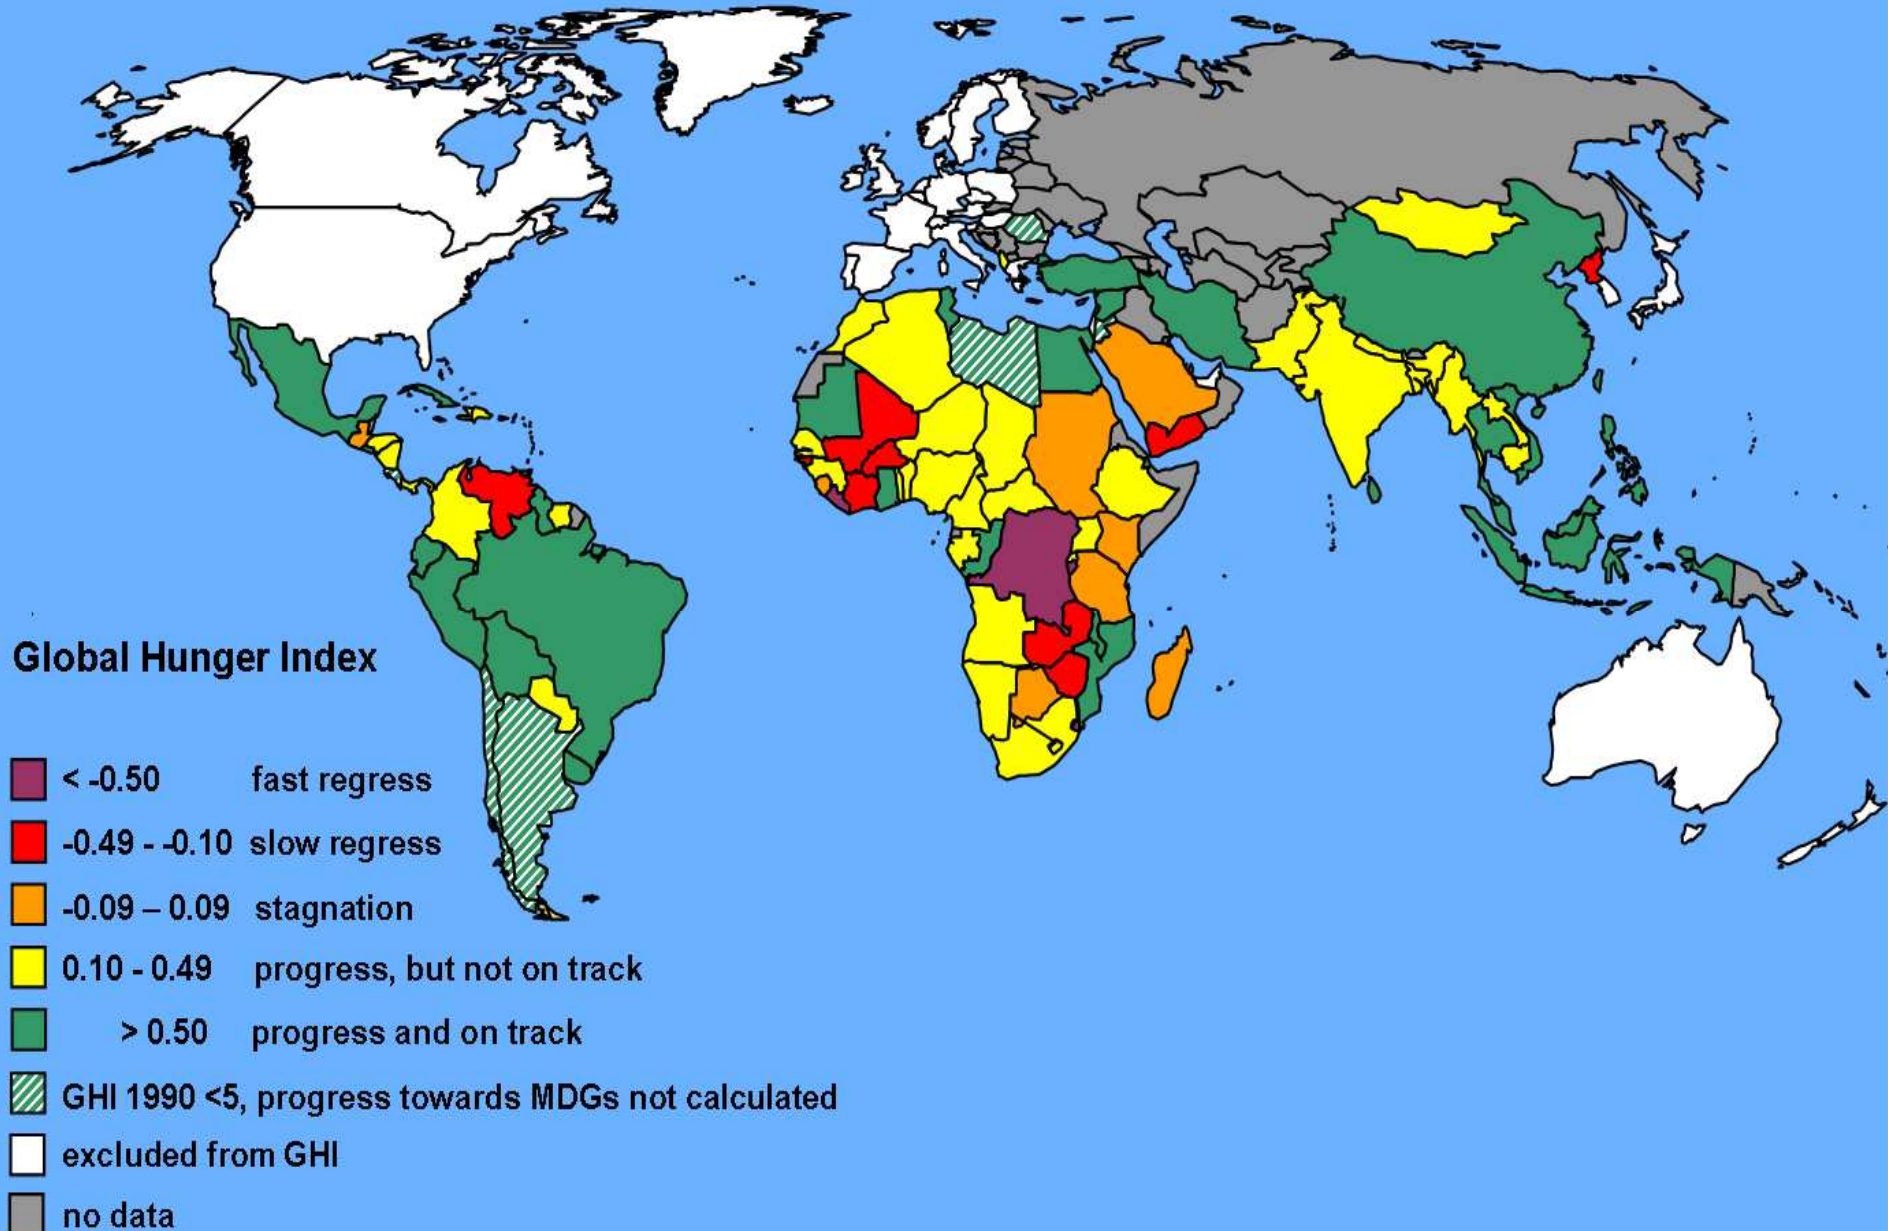 Global Hunger Index
< -0.50 fast regress
-0.49 - -0.10 slow regress
-0.09 – 0.09 stagnation
0.10 - 0.49 progress, but not on track
> 0.50 progress and on track
GHI 1990 <5, progress towards MDGs not calculated
excluded from GHI
no data